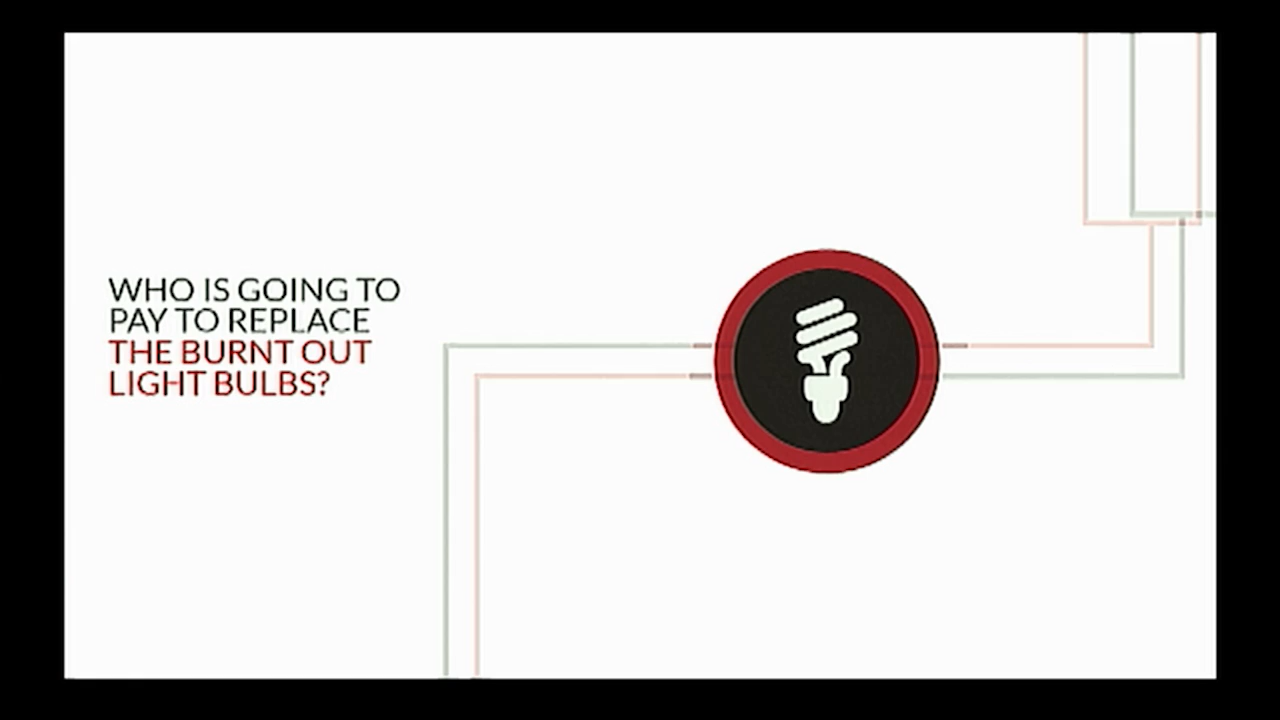 WHO IS GOING TO
PAY TO REPLACE
THE BURNT OUT
LIGHT BULBS?